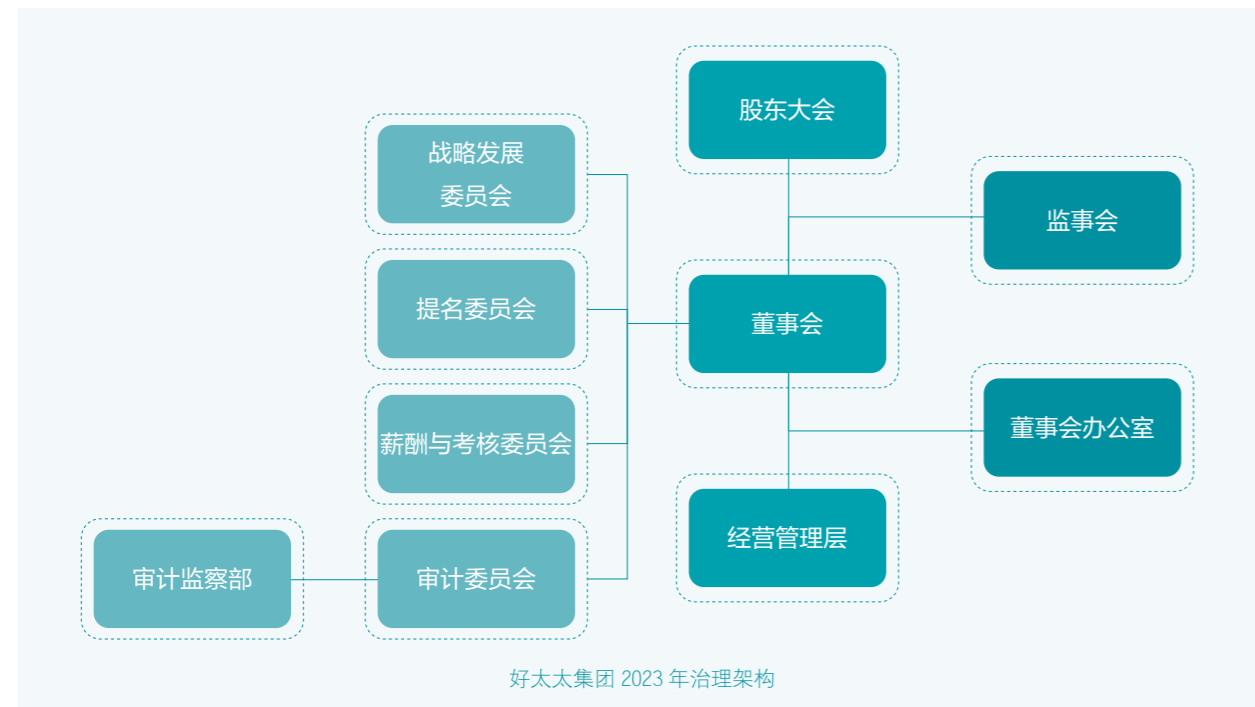 股东大会
战略发展
委员会
监事会
提名委员会
董事会
薪酬与考核委员会
董事会办公室
经营管理层
审计监察部
审计委员会
好太太集团 2023 年治理架构